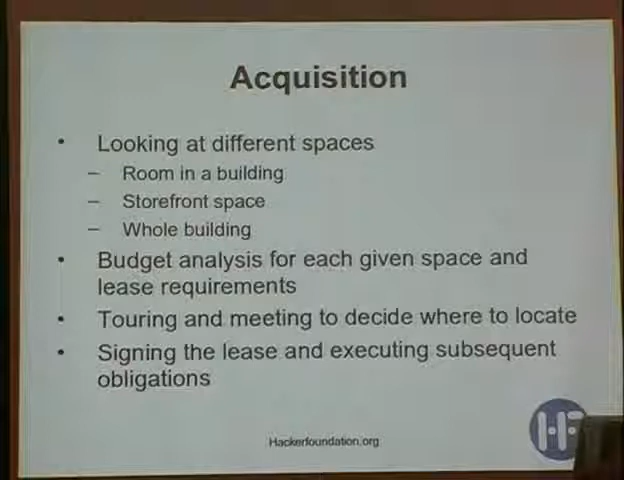 Acquisition
• Looking at different spaces
– Room in a building
– Storefront space
– Whole building
• Budget analysis for each given space and
lease requirements
• Touring and meeting to decide where to locate
• Signing the lease and executing subsequent
obligations
Hackerfoundation.org
HF